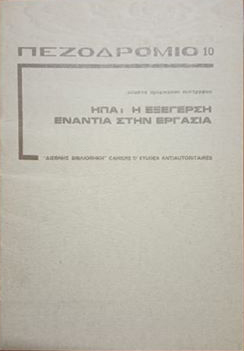 ΠΕΖΟΔΡΟΜΙΟ 10
ΗΠΑ: Η ΕΞΕΓΕΡΣΗ
ΕΝΑΝΤΙΑ ΣΤΗΝ ΕΡΓΑΣΙΑ
"ΔΙΕΘΝΗΣ ΒΙΒΛΙΟΘΗΚΗ" CAHIERS D'ETUDES ANTIAUTORITAIRES